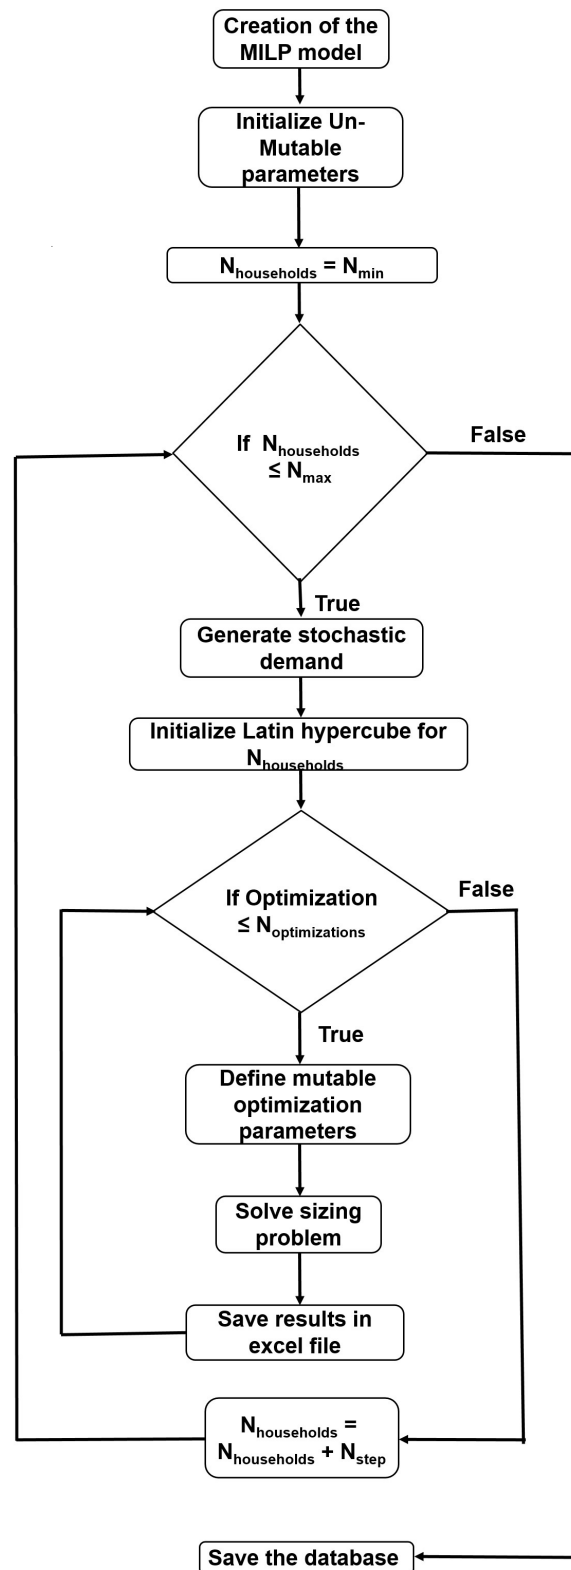 Creation of the
MILP model
Initialize Un-
Mutable
parameters
Nhouseholds = Nmin
If Nhouseholds
≤ Nmax
False
True
Generate stochastic
demand
Initialize Latin hypercube for
Nhouseholds
If Optimization
≤ Noptimizations
False
True
Define mutable
optimization
parameters
Solve sizing
problem
Save results in
excel file
Nhouseholds =
Nhouseholds + Nstep
Save the database